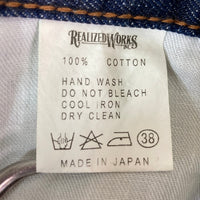 REALIZEDWORKS
100% COTTON
HAND WASH
DO NOT BLEACH
COOL IRON
DRY CLEAN
38
MADE IN JAPAN